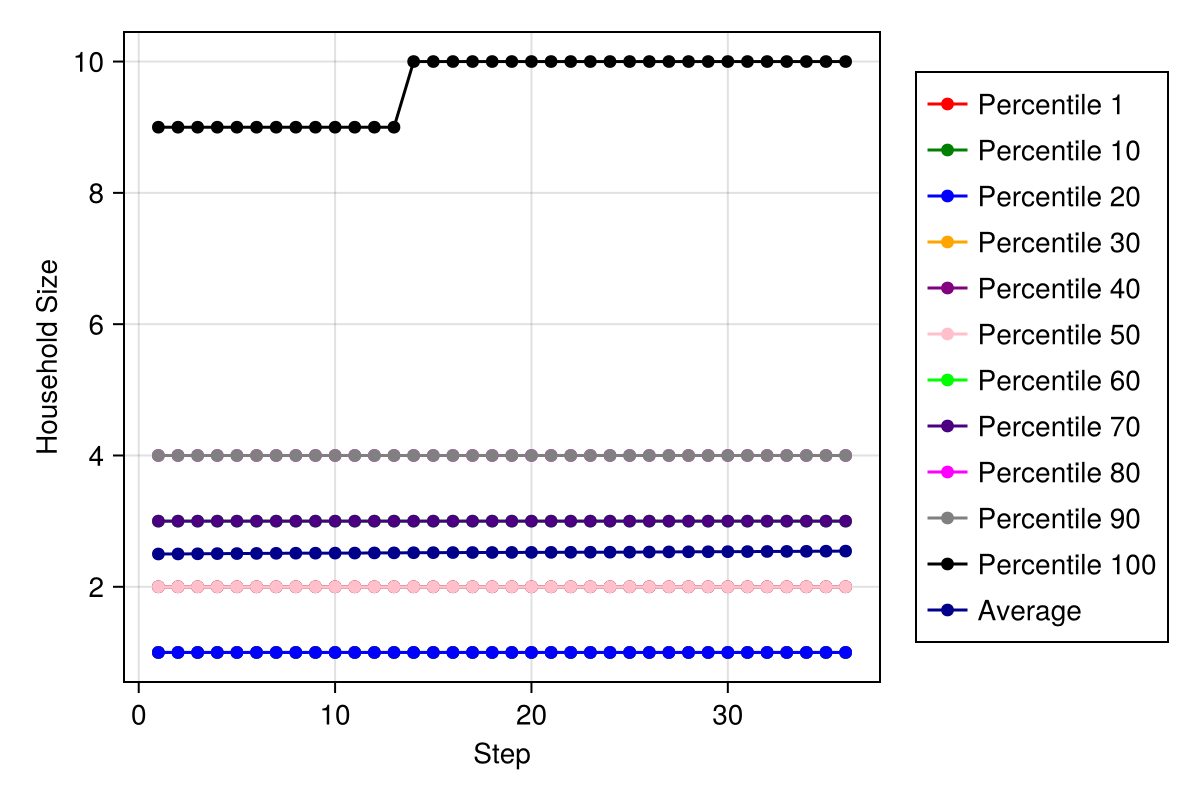 10
8
6
4
2
Household Size
0 10 20 30
Step
Percentile 1
Percentile 10
Percentile 20
Percentile 30
Percentile 40
Percentile 50
Percentile 60
Percentile 70
Percentile 80
Percentile 90
Percentile 100
Average